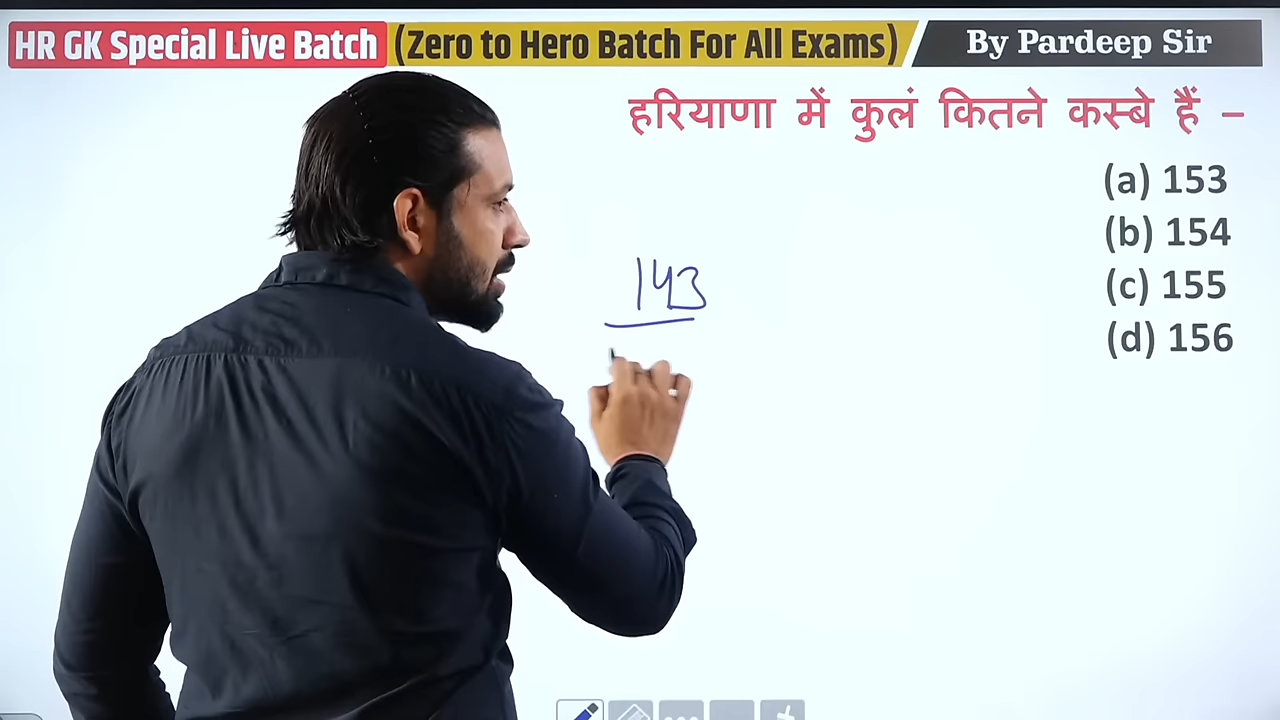 HR GK Special Live Batch (Zero to Hero Batch For All Exams) By Pardeep Sir
हरियाणा में कुलं कितने कस्बे हैं –
(a) 153
(b) 154
(c) 155
(d) 156
143